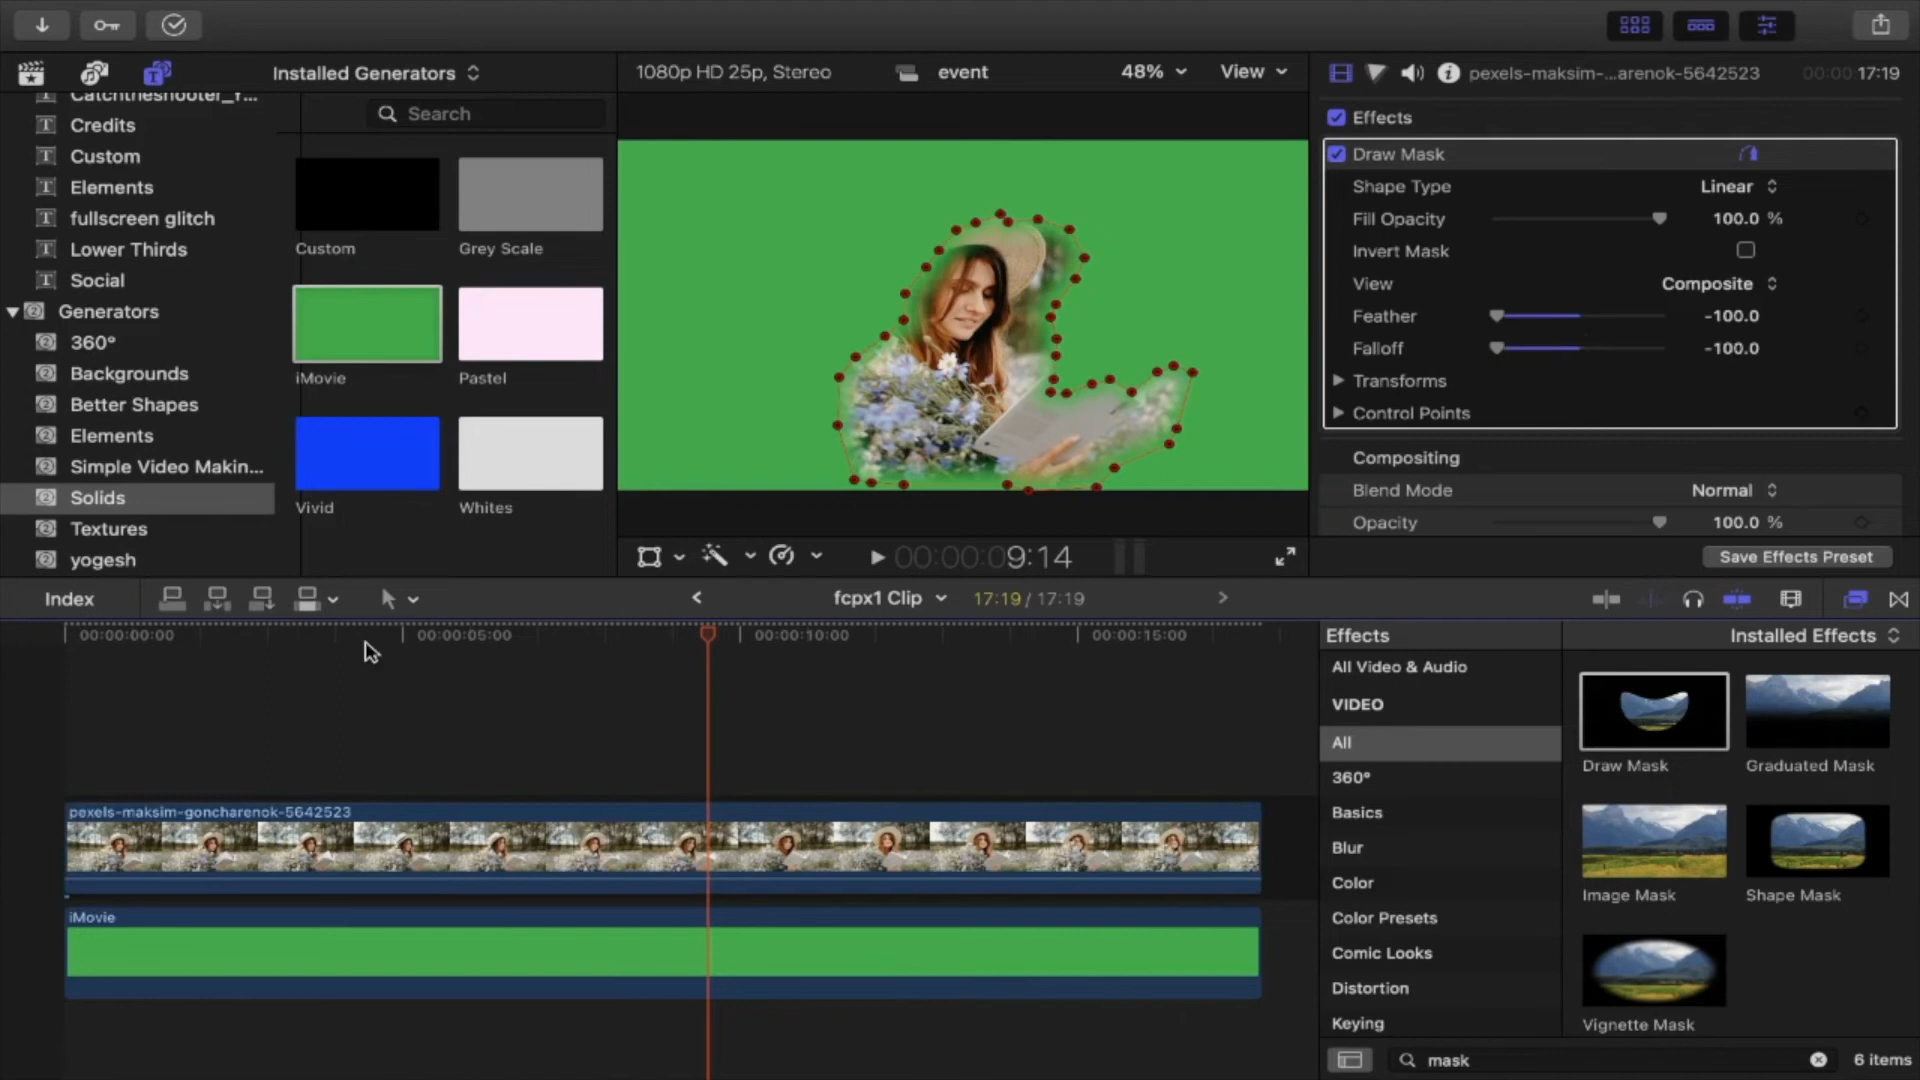 Installed Generators
1080p HD 25p, Stereo
event
48%
View
pexels-maksim-...arenok-5642523
00:00:17:19
Catchtheshooter_f...
Credits
Custom
Elements
fullscreen glitch
Lower Thirds
Social
Generators
360°
Backgrounds
Better Shapes
Elements
Simple Video Makin...
Solids
Textures
yogesh
Search
Custom
Grey Scale
iMovie
Pastel
Vivid
Whites
00:00:09:14
Effects
Draw Mask
Shape Type
Linear
Fill Opacity
100.0 %
Invert Mask
View
Composite
Feather
-100.0
Falloff
-100.0
Transforms
Control Points
Compositing
Blend Mode
Normal
Opacity
100.0 %
Save Effects Preset
Index
fcpx1 Clip
17:19 / 17:19
00:00:00:00
00:00:05:00
00:00:10:00
00:00:15:00
pexels-maksim-goncharenok-5642523
iMovie
Effects
Installed Effects
All Video & Audio
VIDEO
All
360°
Basics
Blur
Color
Color Presets
Comic Looks
Distortion
Keying
Draw Mask
Graduated Mask
Image Mask
Shape Mask
Vignette Mask
mask
6 items